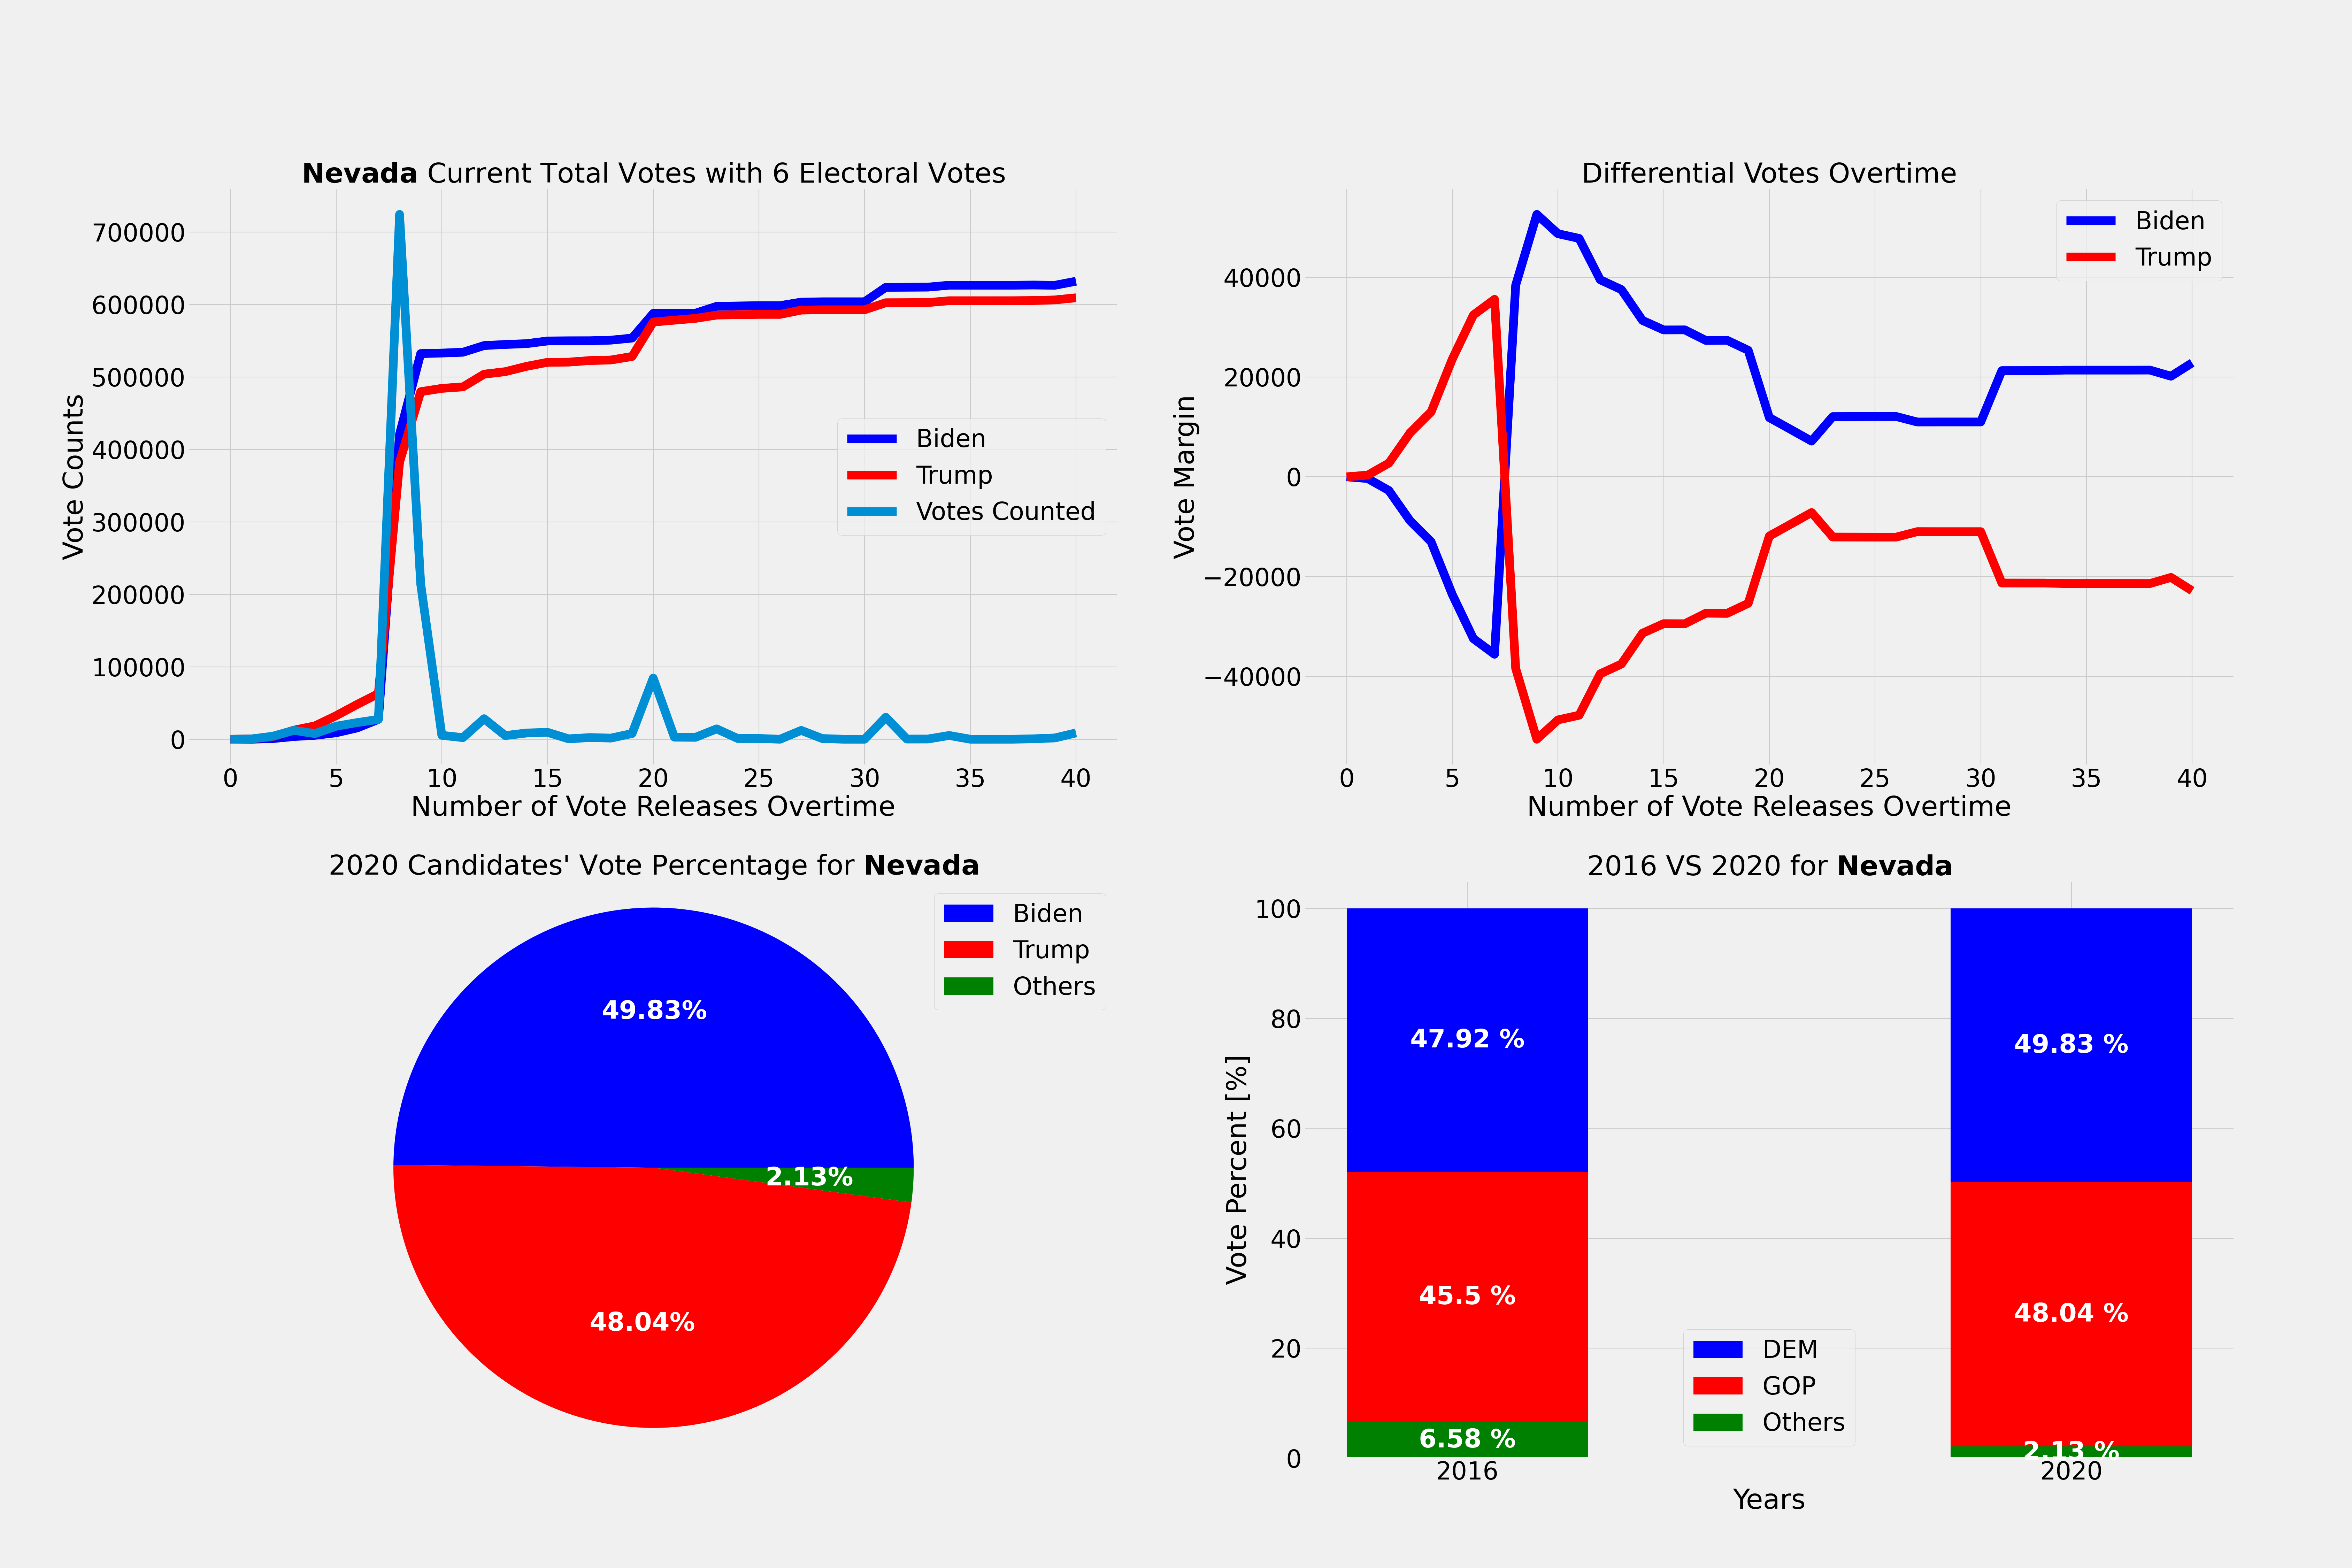 Nevada Current Total Votes with 6 Electoral Votes
700000
600000
500000
400000
300000
200000
100000
0
Vote Counts
Biden
Trump
Votes Counted
0 5 10 15 20 25 30 35 40
Number of Vote Releases Overtime
Differential Votes Overtime
Biden
Trump
40000
20000
0
−20000
−40000
Vote Margin
0 5 10 15 20 25 30 35 40
Number of Vote Releases Overtime
2020 Candidates' Vote Percentage for Nevada
Biden
Trump
Others
49.83%
2.13%
48.04%
2016 VS 2020 for Nevada
100
80
60
40
20
0
Vote Percent [%]
47.92 %
49.83 %
45.5 %
48.04 %
6.58 %
2.13 %
DEM
GOP
Others
2016 2020
Years